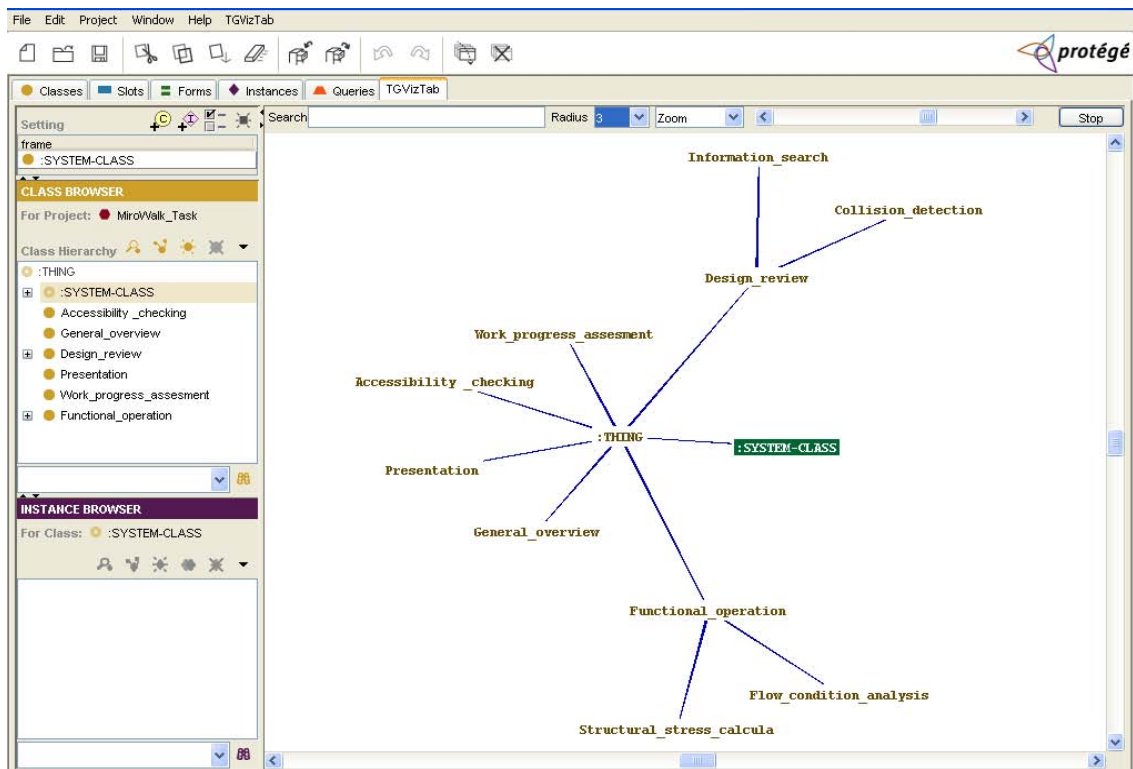 File Edit Project Window Help TGVizTab
protégé
Classes Slots Forms Instances Queries TGVizTab
Setting
Search Radius 3 Zoom Stop
frame
:SYSTEM-CLASS
CLASS BROWSER
For Project: MiroWalk_Task
Class Hierarchy
:THING
:SYSTEM-CLASS
Accessibility _checking
General_overview
Design_review
Presentation
Work_progress_assesment
Functional_operation
INSTANCE BROWSER
For Class: :SYSTEM-CLASS
Information_search
Collision_detection
Design_review
Work_progress_assesment
Accessibility _checking
:THING
:SYSTEM-CLASS
Presentation
General_overview
Functional_operation
Flow_condition_analysis
Structural_stress_calcula